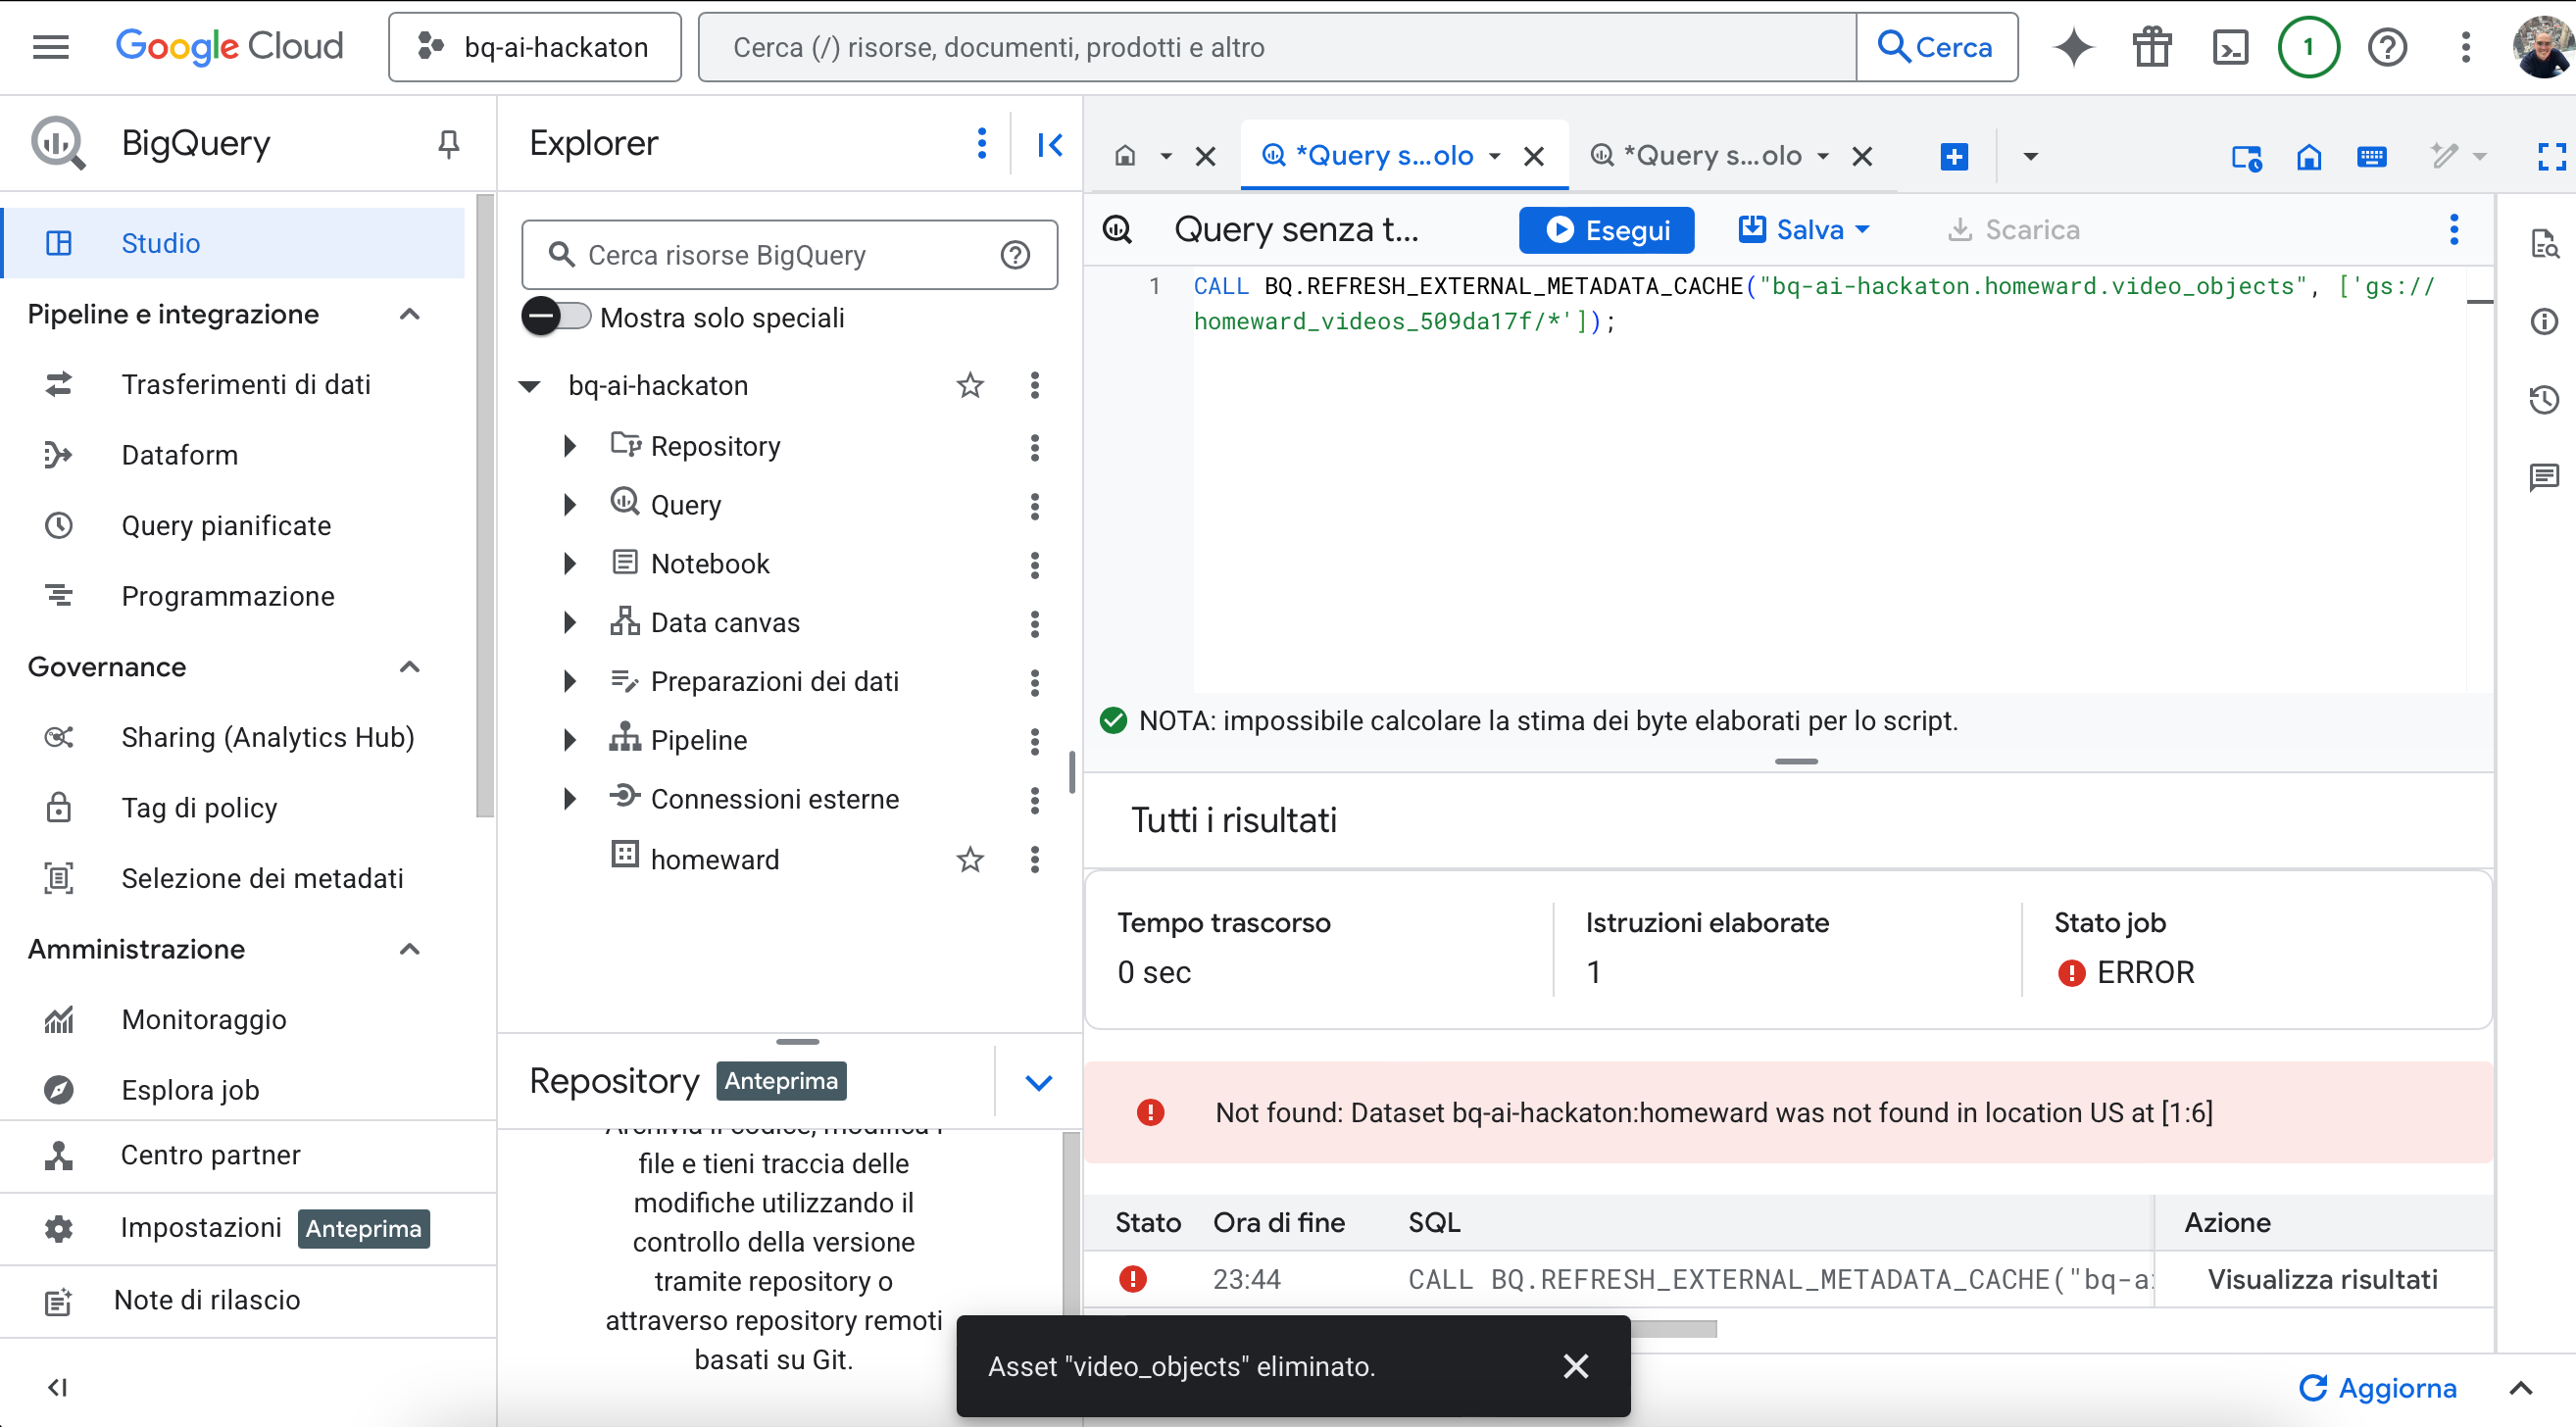 Google Cloud
bq-ai-hackaton
Cerca (/) risorse, documenti, prodotti e altro
Cerca
1
BigQuery
Studio
Pipeline e integrazione
Trasferimenti di dati
Dataform
Query pianificate
Programmazione
Governance
Sharing (Analytics Hub)
Tag di policy
Selezione dei metadati
Amministrazione
Monitoraggio
Esplora job
Centro partner
Impostazioni Anteprima
Note di rilascio
Explorer
Cerca risorse BigQuery
Mostra solo speciali
bq-ai-hackaton
Repository
Query
Notebook
Data canvas
Preparazioni dei dati
Pipeline
Connessioni esterne
homeward
Repository Anteprima
Archivia il codice, modifica i
file e tieni traccia delle
modifiche utilizzando il
controllo della versione
tramite repository o
attraverso repository remoti
basati su Git.
*Query s...olo
*Query s...olo
Query senza t...
Esegui
Salva
Scarica
1
CALL BQ.REFRESH_EXTERNAL_METADATA_CACHE("bq-ai-hackaton.homeward.video_objects", ['gs://
homeward_videos_509da17f/*']);
NOTA: impossibile calcolare la stima dei byte elaborati per lo script.
Tutti i risultati
Tempo trascorso
0 sec
Istruzioni elaborate
1
Stato job
ERROR
Not found: Dataset bq-ai-hackaton:homeward was not found in location US at [1:6]
Stato Ora di fine SQL Azione
23:44 CALL BQ.REFRESH_EXTERNAL_METADATA_CACHE("bq-a Visualizza risultati
Asset "video_objects" eliminato.
Aggiorna